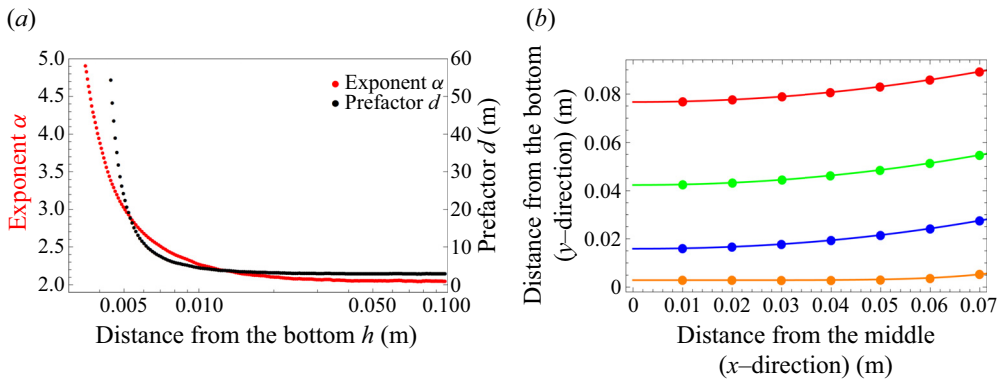 (a)
5.0
4.5
4.0
3.5
3.0
2.5
2.0
Exponent α
60
50
40
30
20
10
0
Prefactor d (m)
Exponent α
Prefactor d
0.005
0.010
0.050
0.100
Distance from the bottom h (m)
(b)
0.08
0.04
0.02
0
Distance from the bottom
(y–direction) (m)
0
0.01
0.02
0.03
0.04
0.05
0.06
0.07
Distance from the middle
(x–direction) (m)